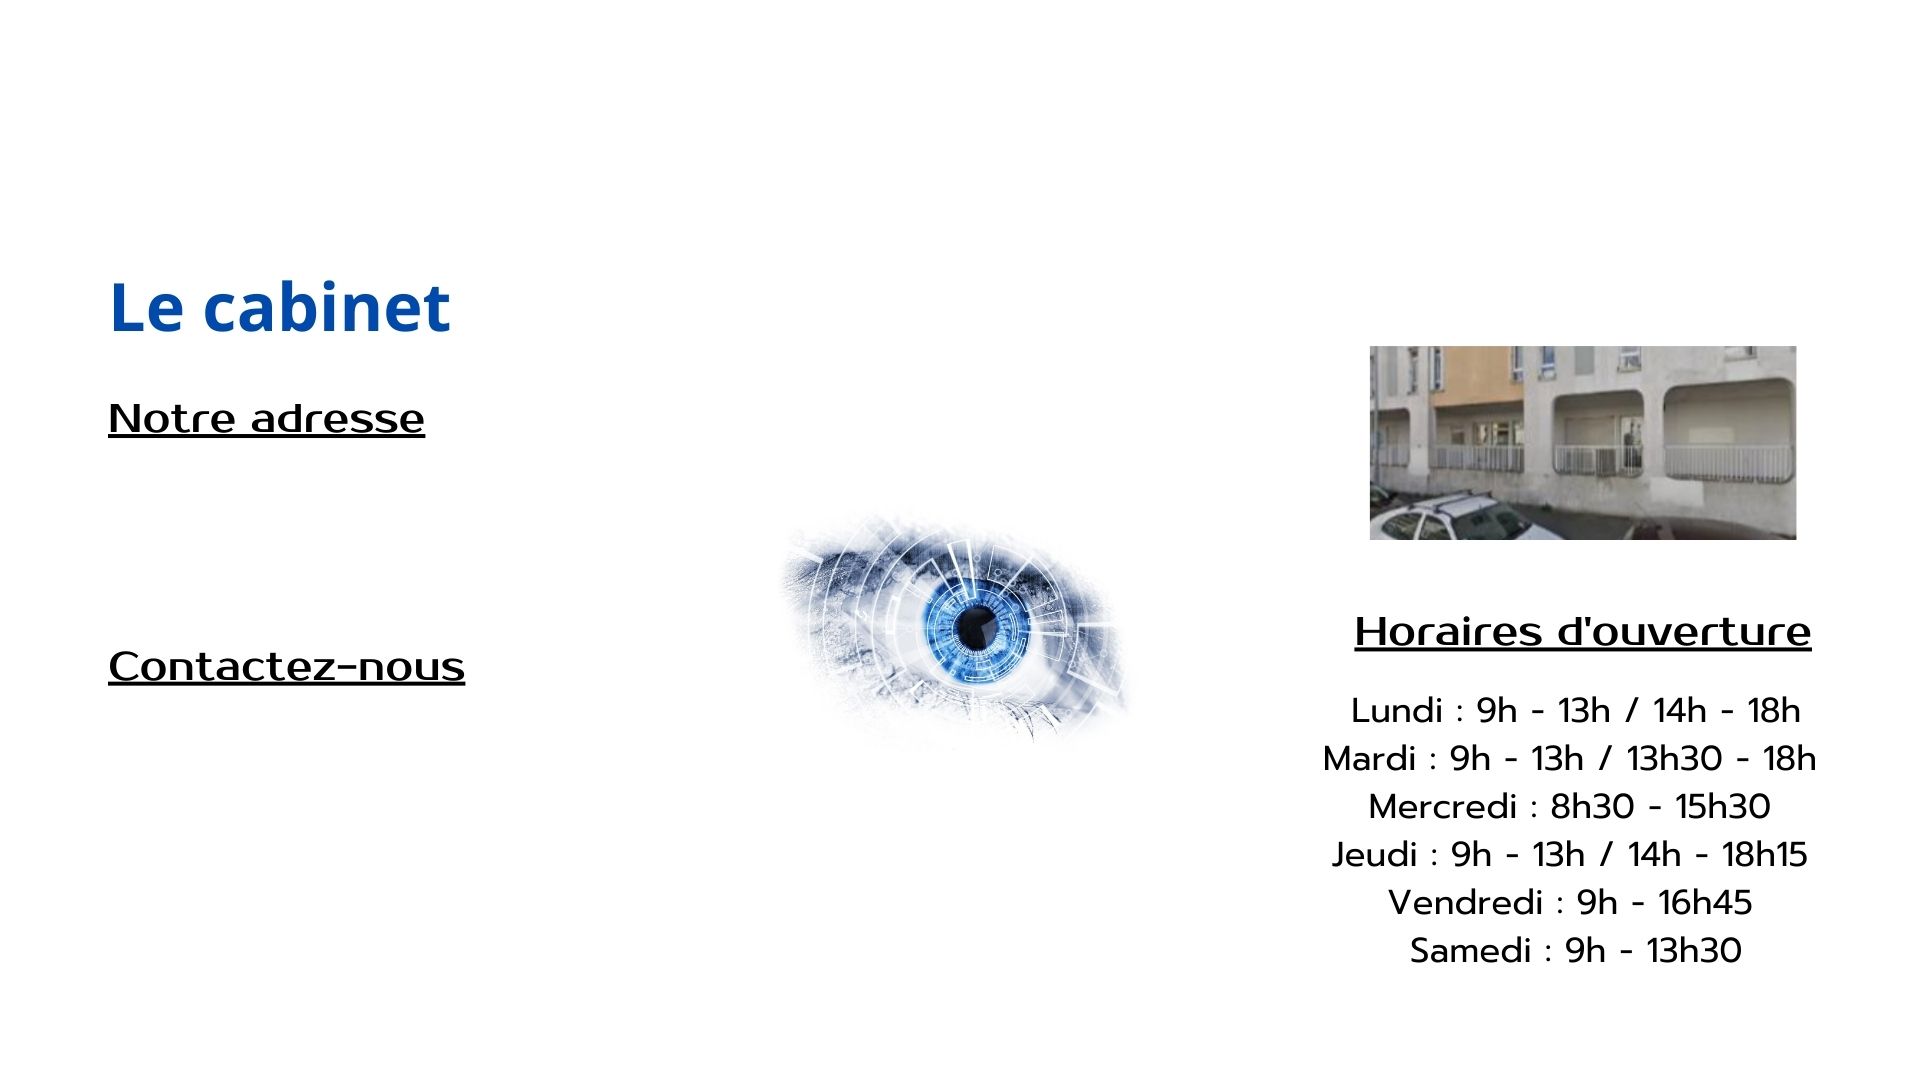 Le cabinet
Notre adresse
Contactez-nous
Horaires d'ouverture
Lundi : 9h - 13h / 14h - 18h
Mardi : 9h - 13h / 13h30 - 18h
Mercredi : 8h30 - 15h30
Jeudi : 9h - 13h / 14h - 18h15
Vendredi : 9h - 16h45
Samedi : 9h - 13h30